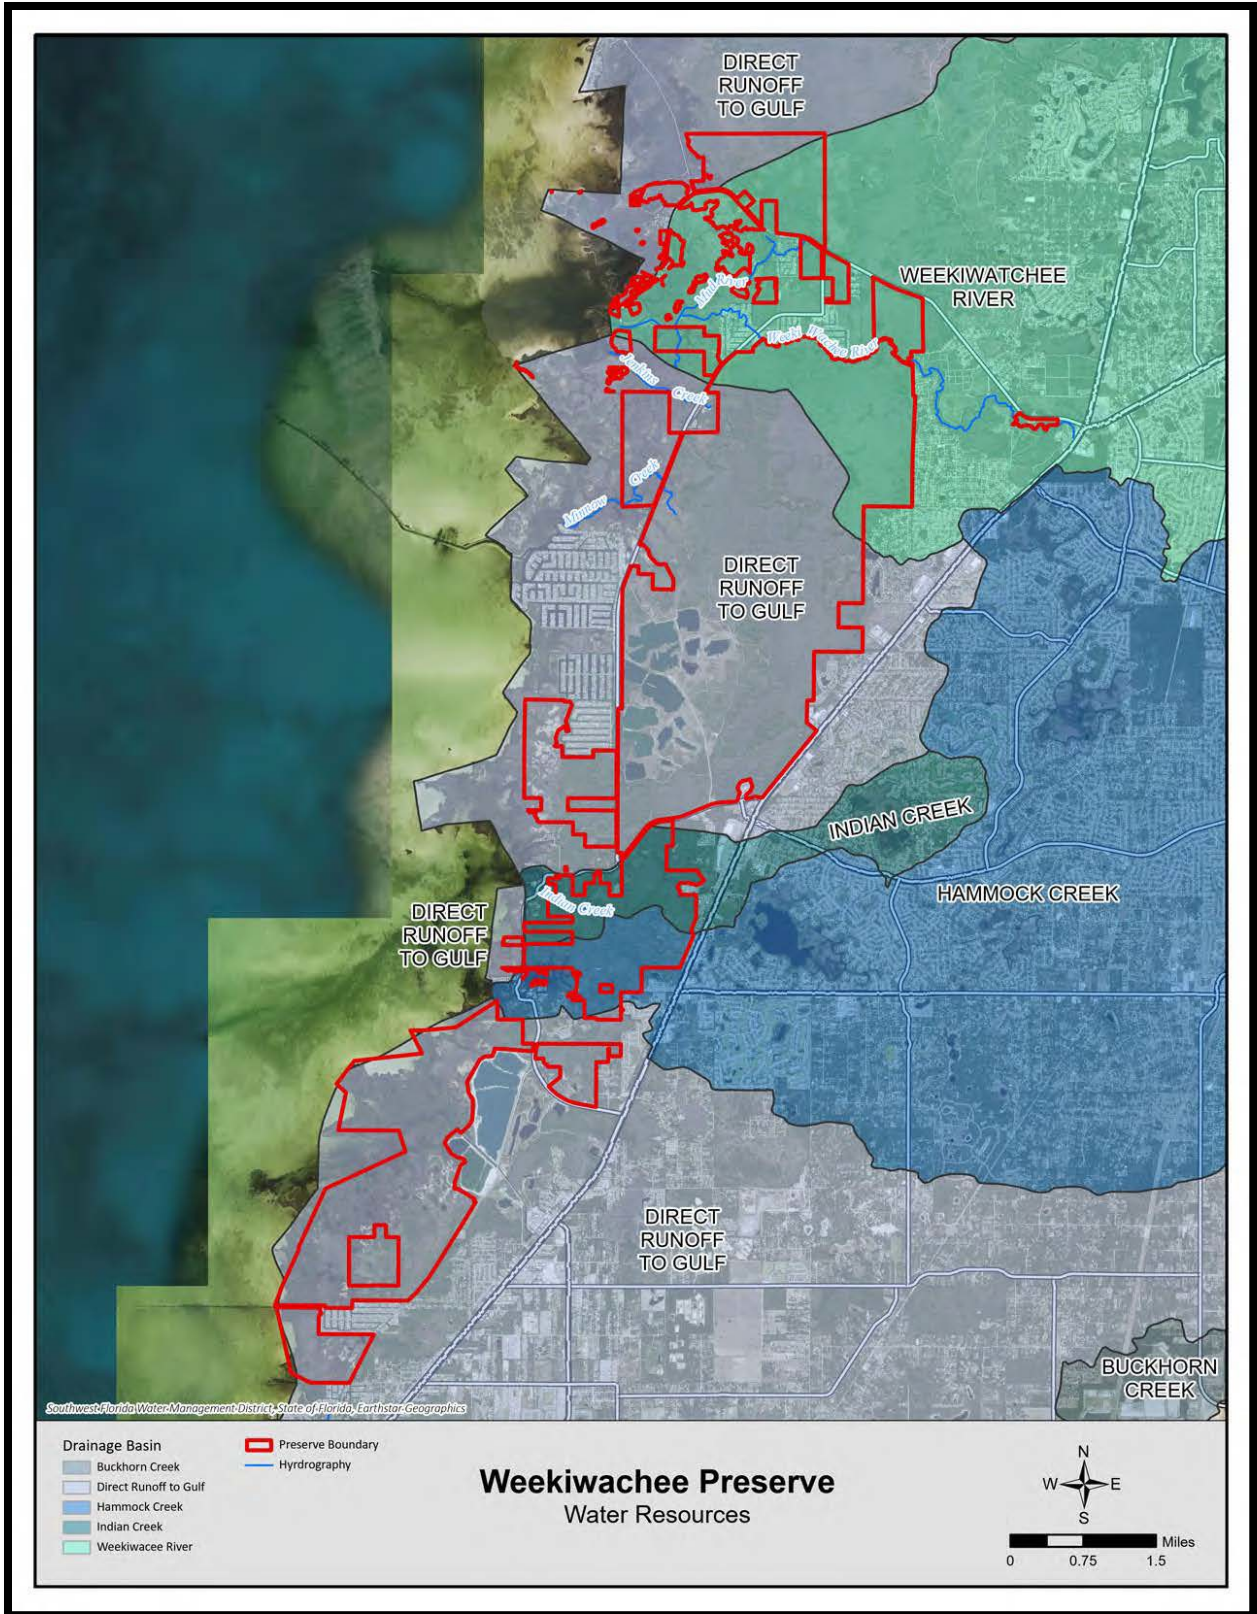 DIRECT
RUNOFF
TO GULF
WEEKIWATCHEE
RIVER
Mud River
Weeki Wachee River
Jenkins
Creek
Creek
Minnow
DIRECT
RUNOFF
TO GULF
INDIAN CREEK
HAMMOCK CREEK
Indian Creek
DIRECT
RUNOFF
TO GULF
DIRECT
RUNOFF
TO GULF
BUCKHORN
CREEK
Southwest Florida Water Management District, State of Florida, Earthstar Geographics
Drainage Basin
Buckhorn Creek
Direct Runoff to Gulf
Hammock Creek
Indian Creek
Weekiwacee River
Preserve Boundary
Hyrdrography
Weekiwachee Preserve
Water Resources
N
W E
S
Miles
0 0.75 1.5